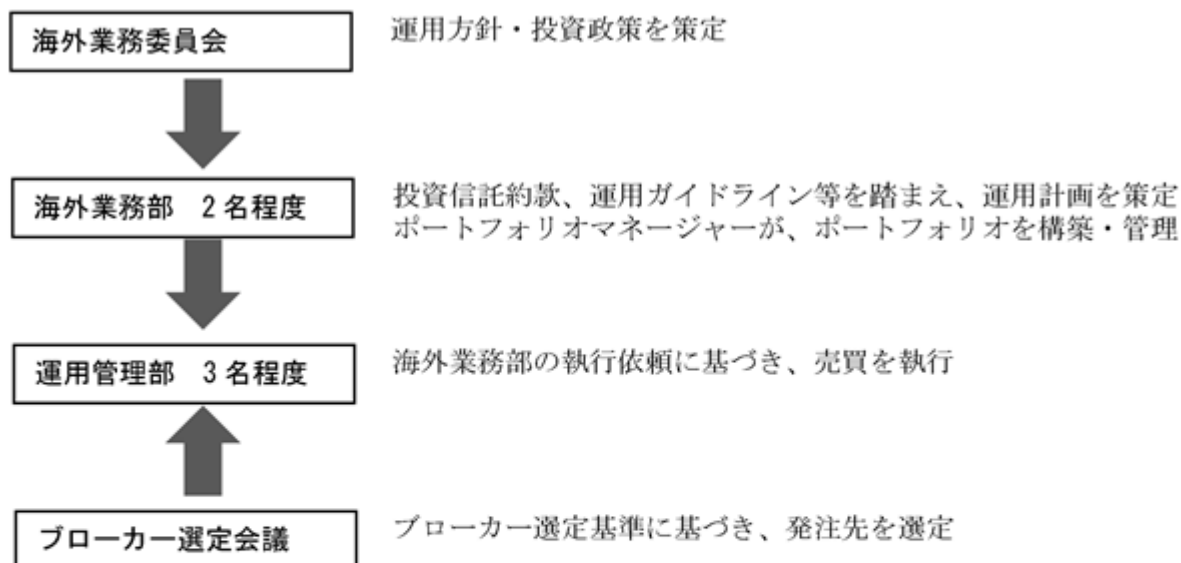 海外業務委員会
運用方針・投資政策を策定
海外業務部 2名程度
投資信託約款、運用ガイドライン等を踏まえ、運用計画を策定
ポートフォリオマネージャーが、ポートフォリオを構築・管理
運用管理部 3名程度
海外業務部の執行依頼に基づき、売買を執行
ブローカー選定会議
ブローカー選定基準に基づき、発注先を選定